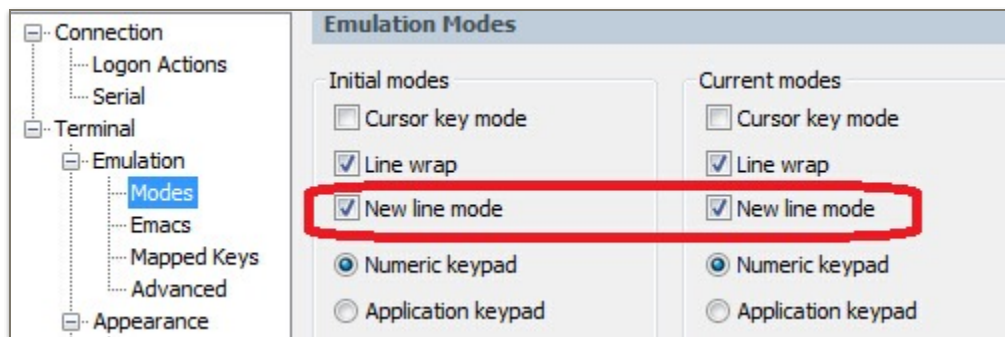 Connection
Logon Actions
Serial
Terminal
Emulation
Modes
Emacs
Mapped Keys
Advanced
Appearance
Emulation Modes
Initial modes
Cursor key mode
Line wrap
New line mode
Numeric keypad
Application keypad
Current modes
Cursor key mode
Line wrap
New line mode
Numeric keypad
Application keypad